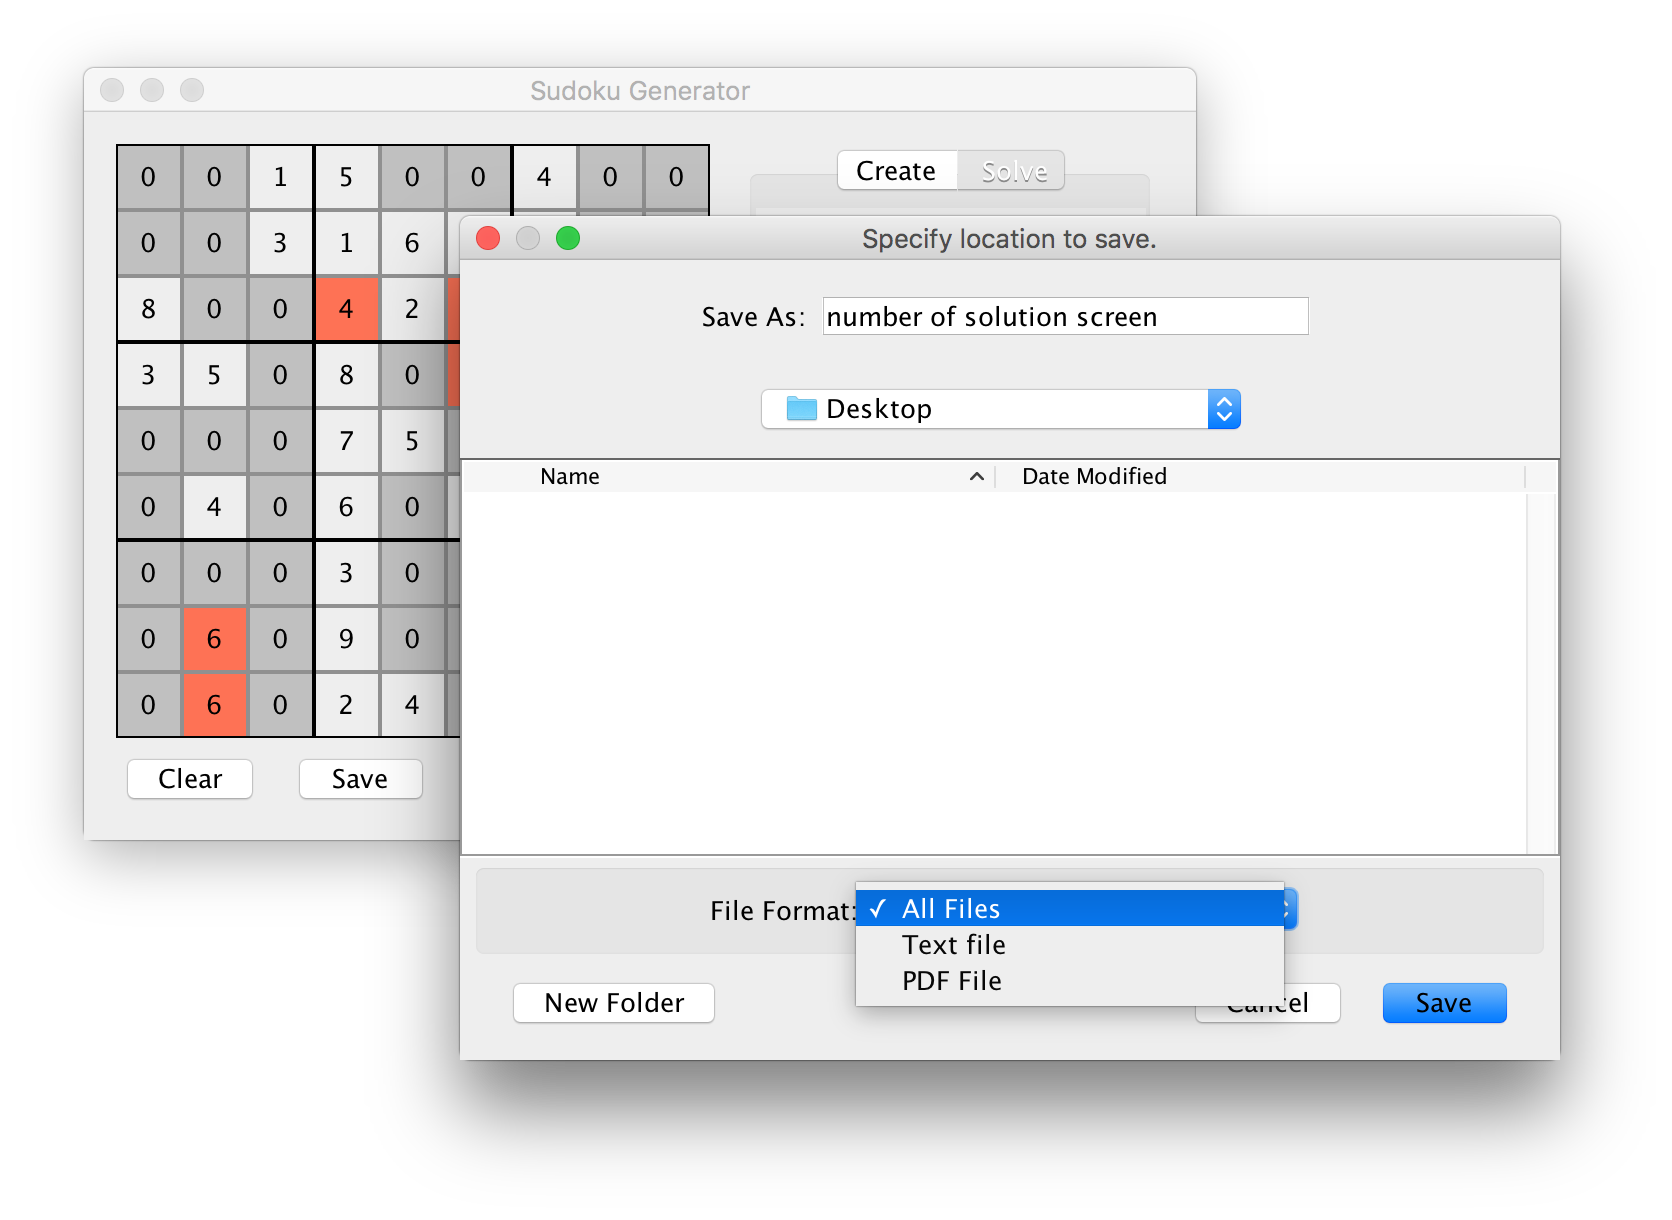 Sudoku Generator
Create Solve
0 0 1 5 0 0 4 0 0
0 0 3 1 6
8 0 0 4 2
3 5 0 8 0
0 0 0 7 5
0 4 0 6 0
0 0 0 3 0
0 6 0 9 0
0 6 0 2 4
Clear Save
Specify location to save.
Save As: number of solution screen
Desktop
Name Date Modified
File Format:
✓ All Files
Text file
PDF File
New Folder Cancel Save